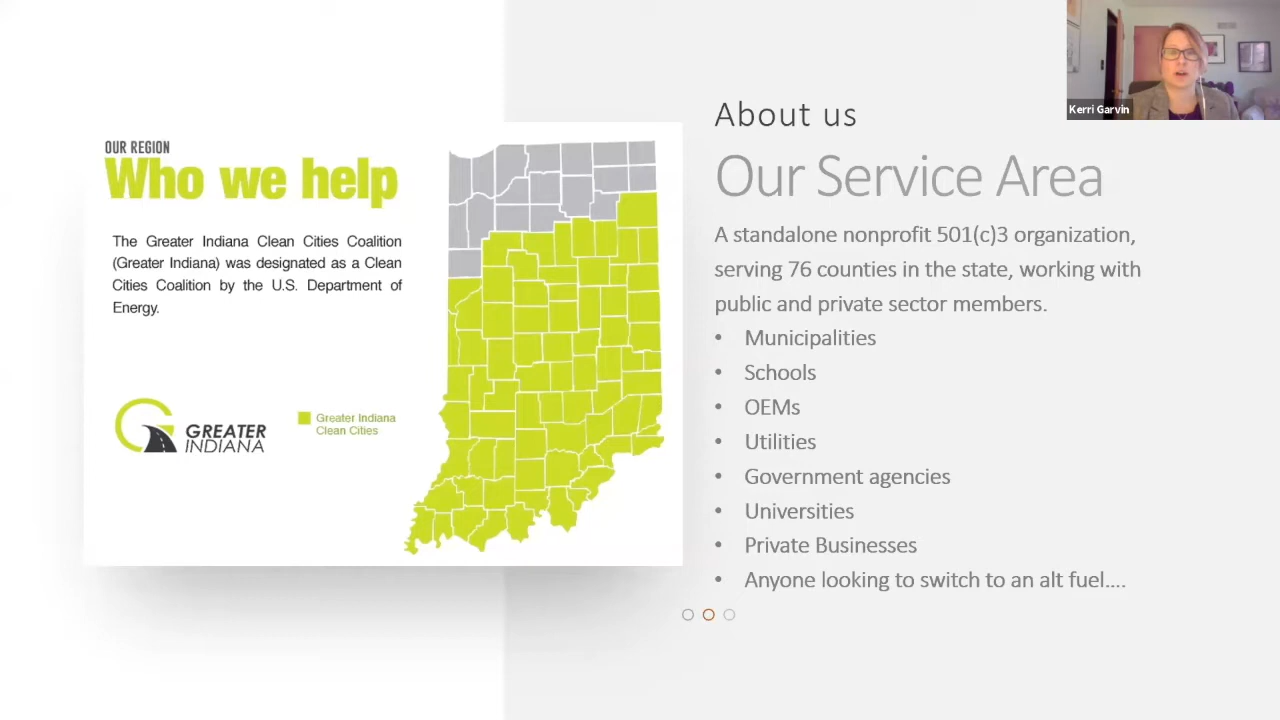 Kerri Garvin
OUR REGION
Who we help
The Greater Indiana Clean Cities Coalition
(Greater Indiana) was designated as a Clean
Cities Coalition by the U.S. Department of
Energy.
GREATER
INDIANA
Greater Indiana
Clean Cities
About us
Our Service Area
A standalone nonprofit 501(c)3 organization,
serving 76 counties in the state, working with
public and private sector members.
• Municipalities
• Schools
• OEMs
• Utilities
• Government agencies
• Universities
• Private Businesses
• Anyone looking to switch to an alt fuel....